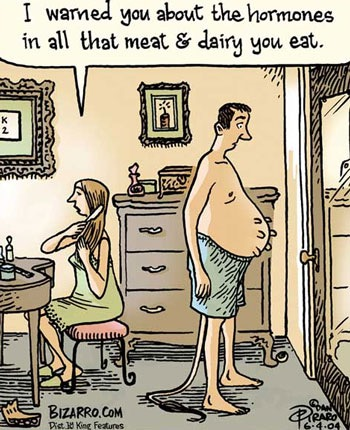 I warned you about the hormones
in all that meat & dairy you eat.
K
2
BIZARRO.COM
Dist. by King Features
DAN
PIRARO
6-4-04